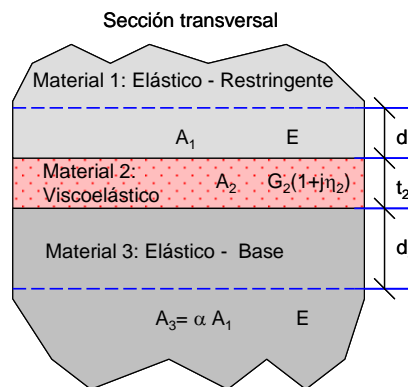 Sección transversal
Material 1: Elástico - Restringente
A₁ E
d
Material 2:
Viscoelástico
A₂ G₂(1+jη₂)
t₂
Material 3: Elástico - Base
d
A₃= α A₁ E